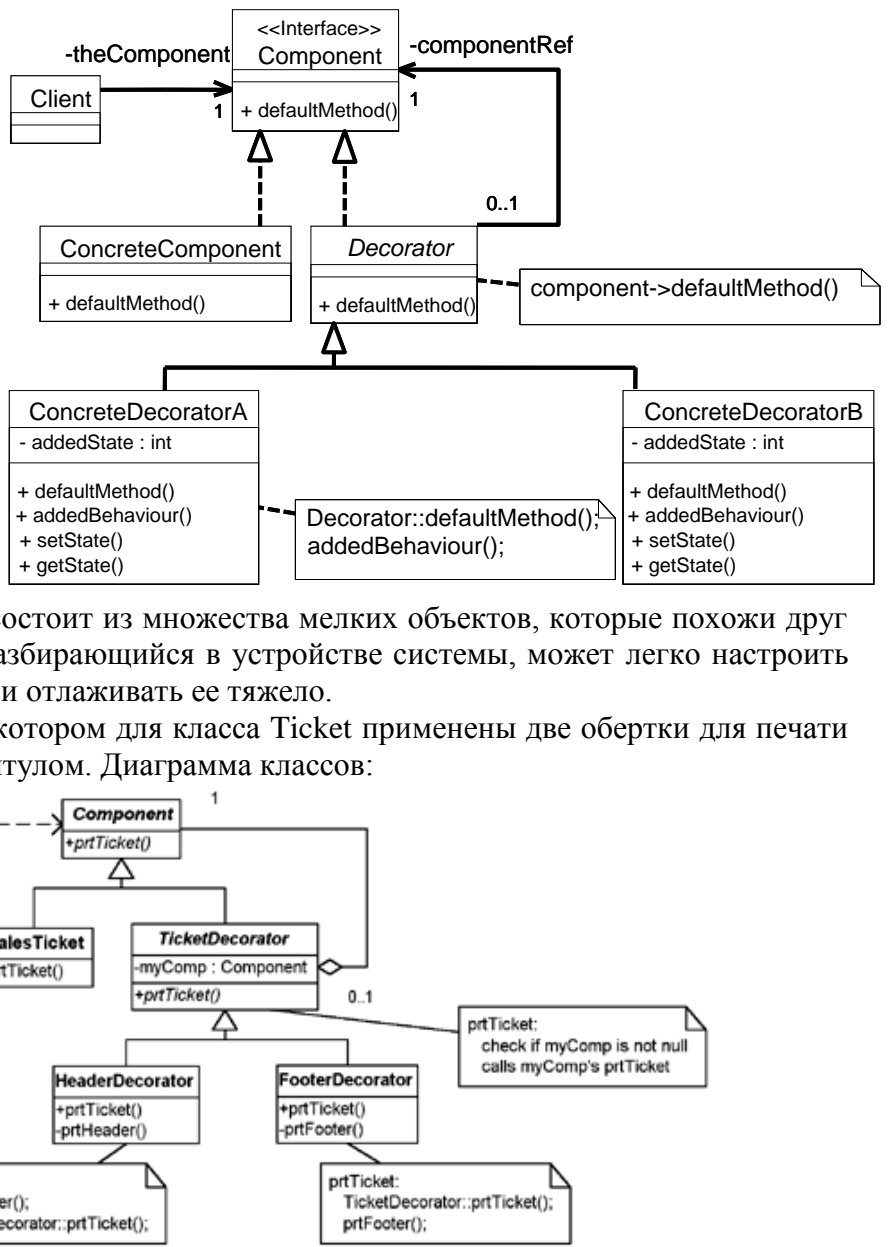 <<Interface>>
Component
-theComponent
-componentRef
Client
+ defaultMethod()
1
1
0..1
ConcreteComponent
+ defaultMethod()
Decorator
+ defaultMethod()
component->defaultMethod()
ConcreteDecoratorA
- addedState : int
+ defaultMethod()
+ addedBehaviour()
+ setState()
+ getState()
Decorator::defaultMethod();
addedBehaviour();
ConcreteDecoratorB
- addedState : int
+ defaultMethod()
+ addedBehaviour()
+ setState()
+ getState()
состоит из множества мелких объектов, которые похожи друг
азбирающийся в устройстве системы, может легко настроить
и отлаживать ее тяжело.
котором для класса Ticket применены две обертки для печати
итулом. Диаграмма классов:
Component
+prtTicket()
1
alesTicket
rtTicket()
TicketDecorator
-myComp : Component
+prtTicket()
0..1
prtTicket:
check if myComp is not null
calls myComp's prtTicket
HeaderDecorator
+prtTicket()
-prtHeader()
FooterDecorator
+prtTicket()
-prtFooter()
er();
ecorator::prtTicket();
prtTicket:
TicketDecorator::prtTicket();
prtFooter();